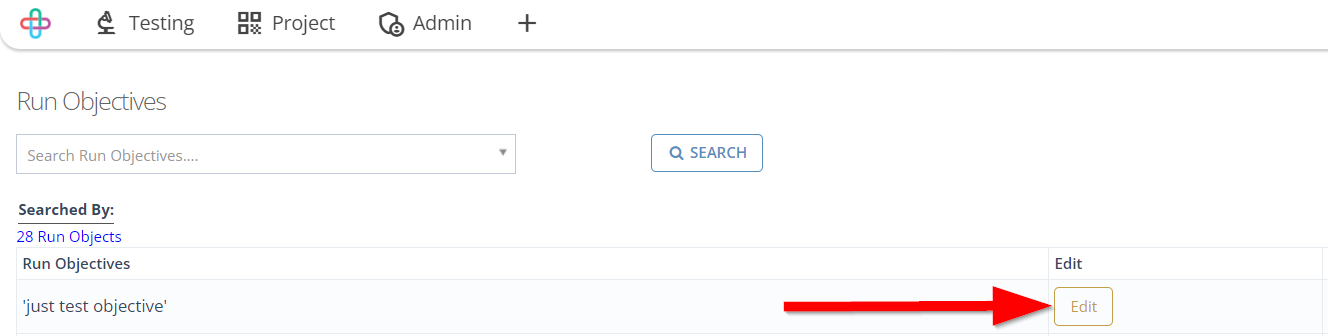 Testing Project Admin
Run Objectives
Search Run Objectives....
SEARCH
Searched By:
28 Run Objects
Run Objectives Edit
'just test objective' Edit